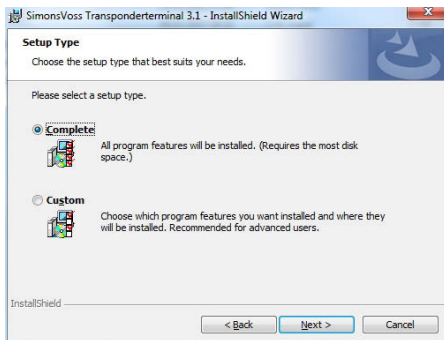 SimonsVoss Transponderterminal 3.1 - InstallShield Wizard
Setup Type
Choose the setup type that best suits your needs.
Please select a setup type.
Complete
All program features will be installed. (Requires the most disk
space.)
Custom
Choose which program features you want installed and where they
will be installed. Recommended for advanced users.
InstallShield
< Back
Next >
Cancel